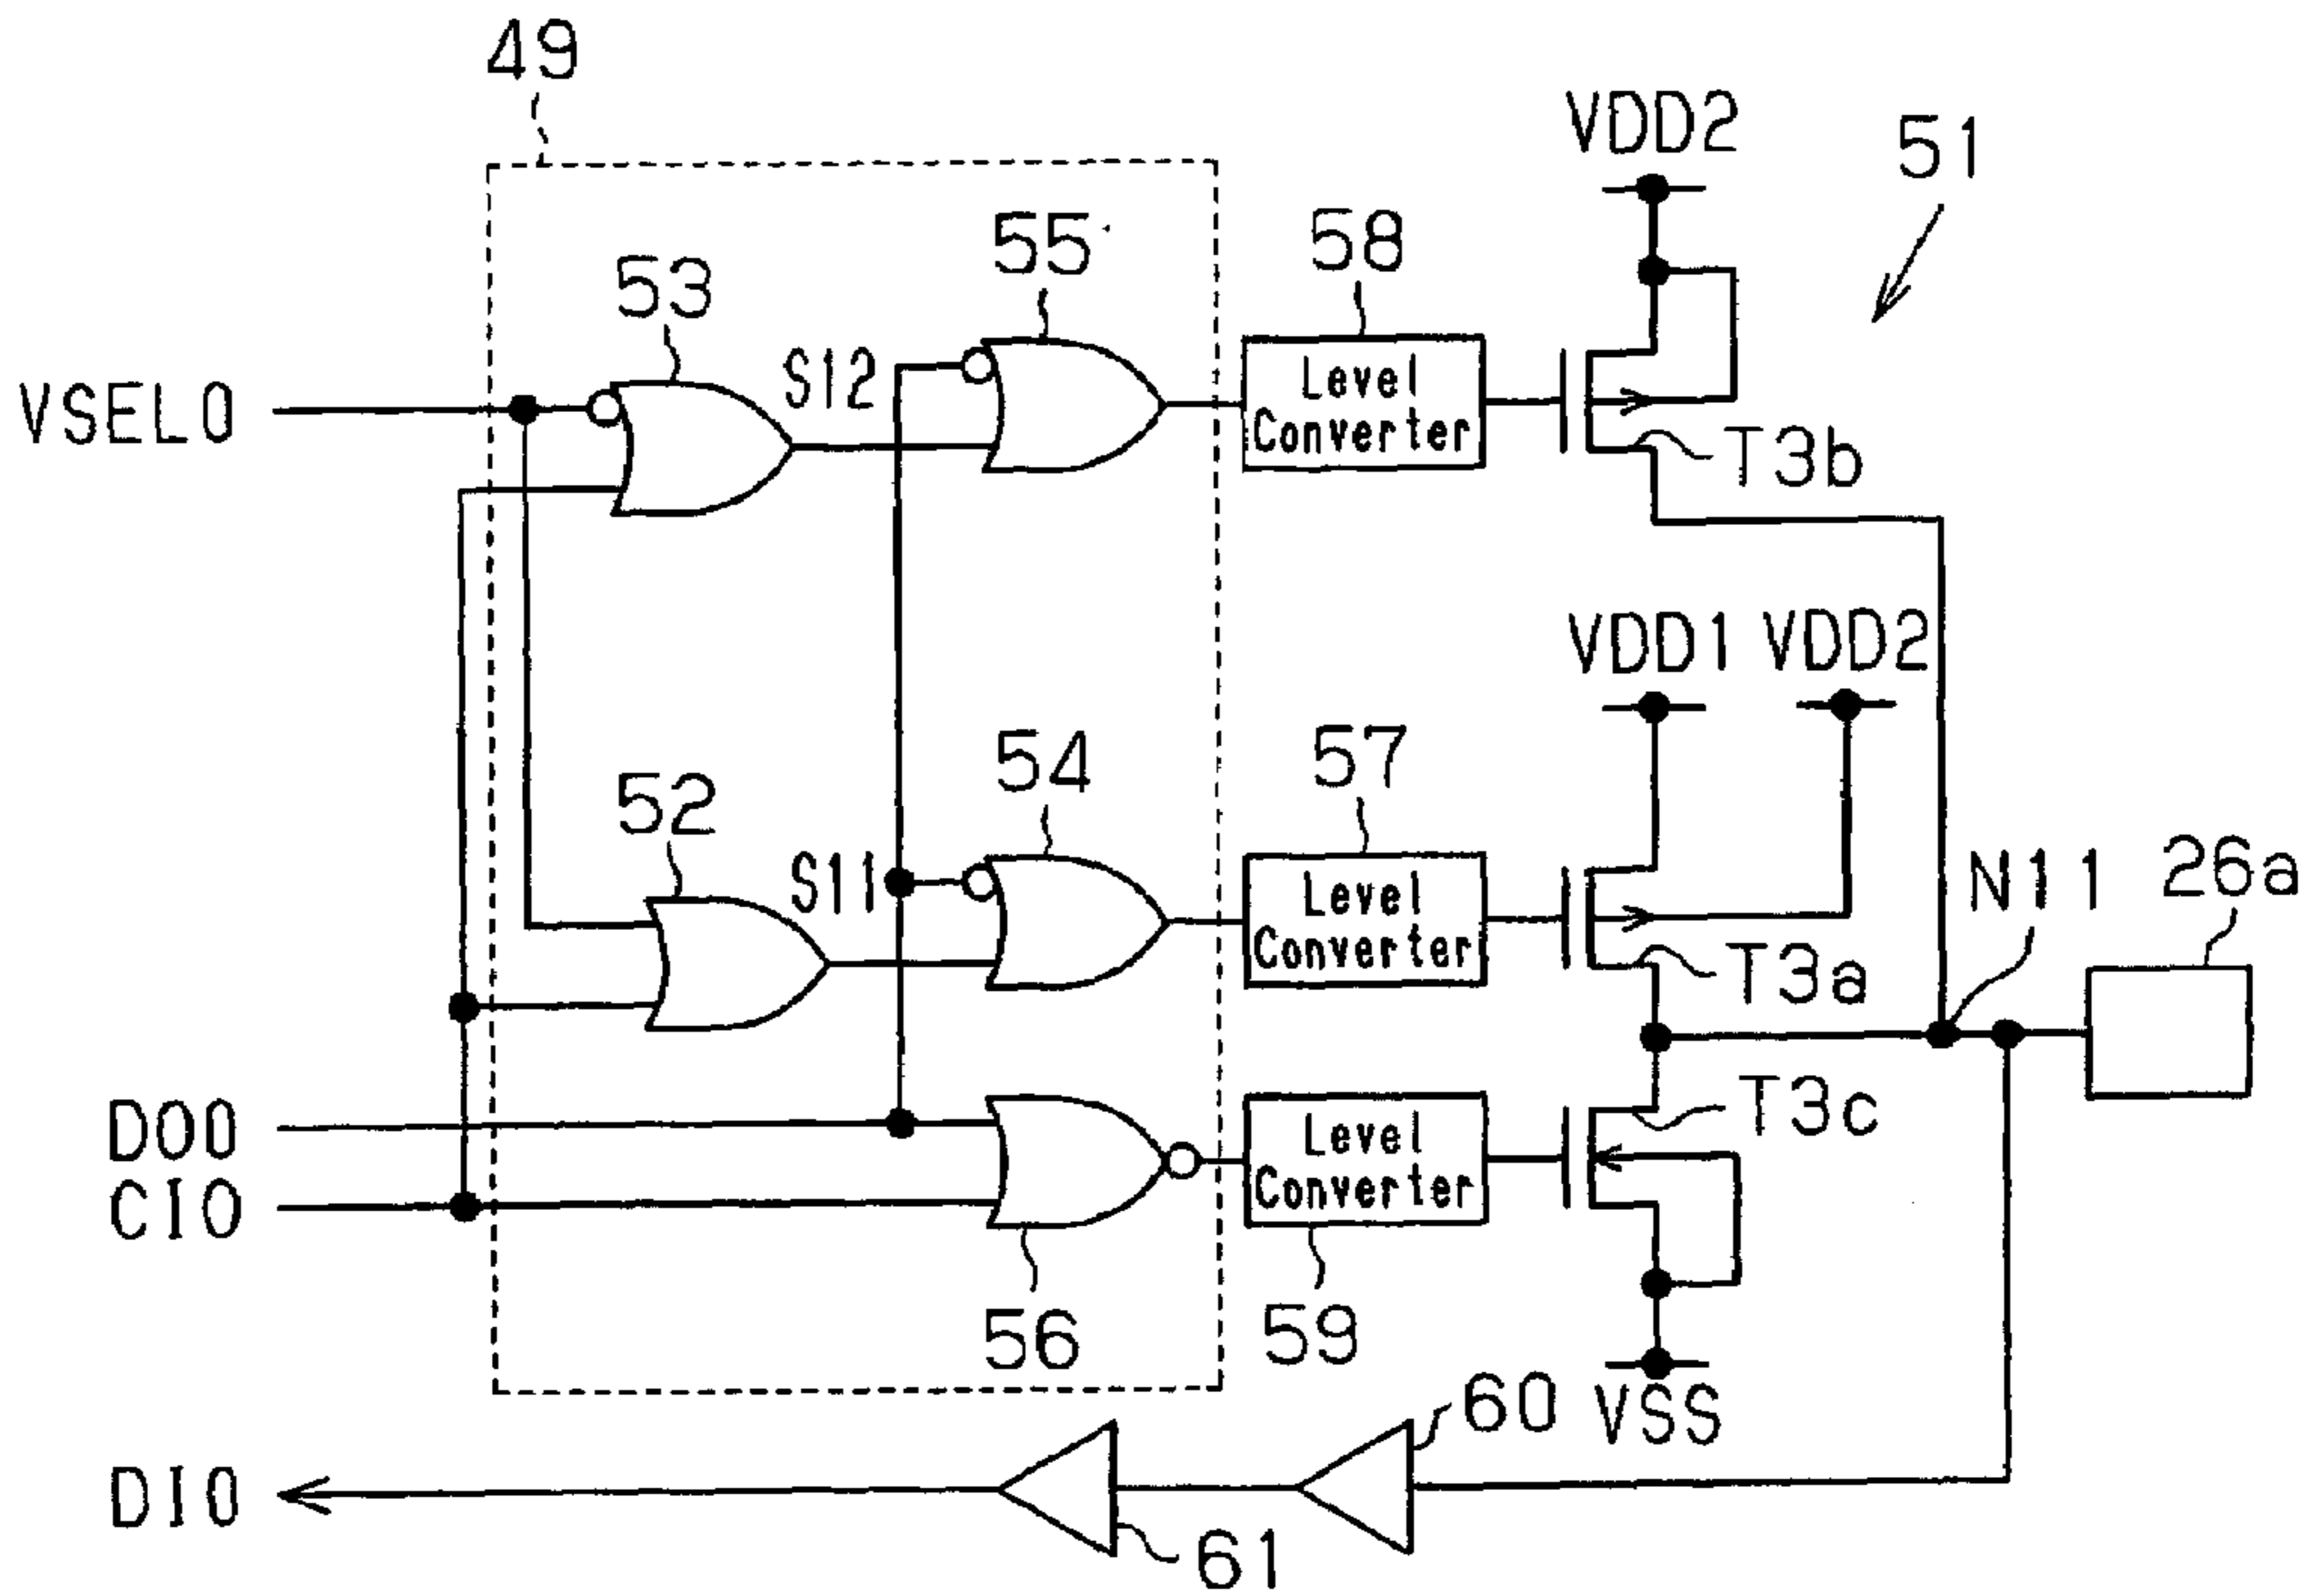 49
VDD2
51
55
58
53
S12
Level
Converter
VSEL0
T3b
VDD1 VDD2
57
54
52
S11
Level
Converter
N11
26a
T3a
D00
Level
Converter
T3c
CI0
56
59
60
VSS
DI0
61